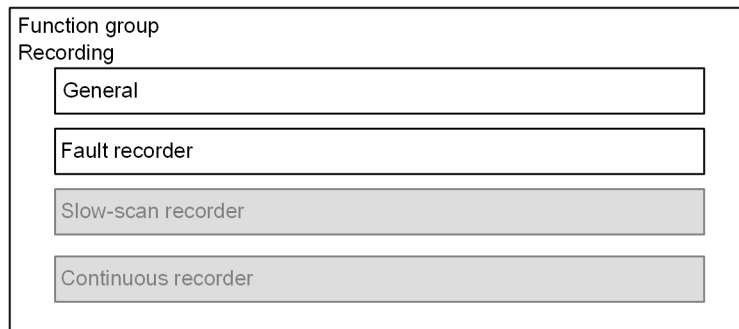 Function group
Recording
General
Fault recorder
Slow-scan recorder
Continuous recorder